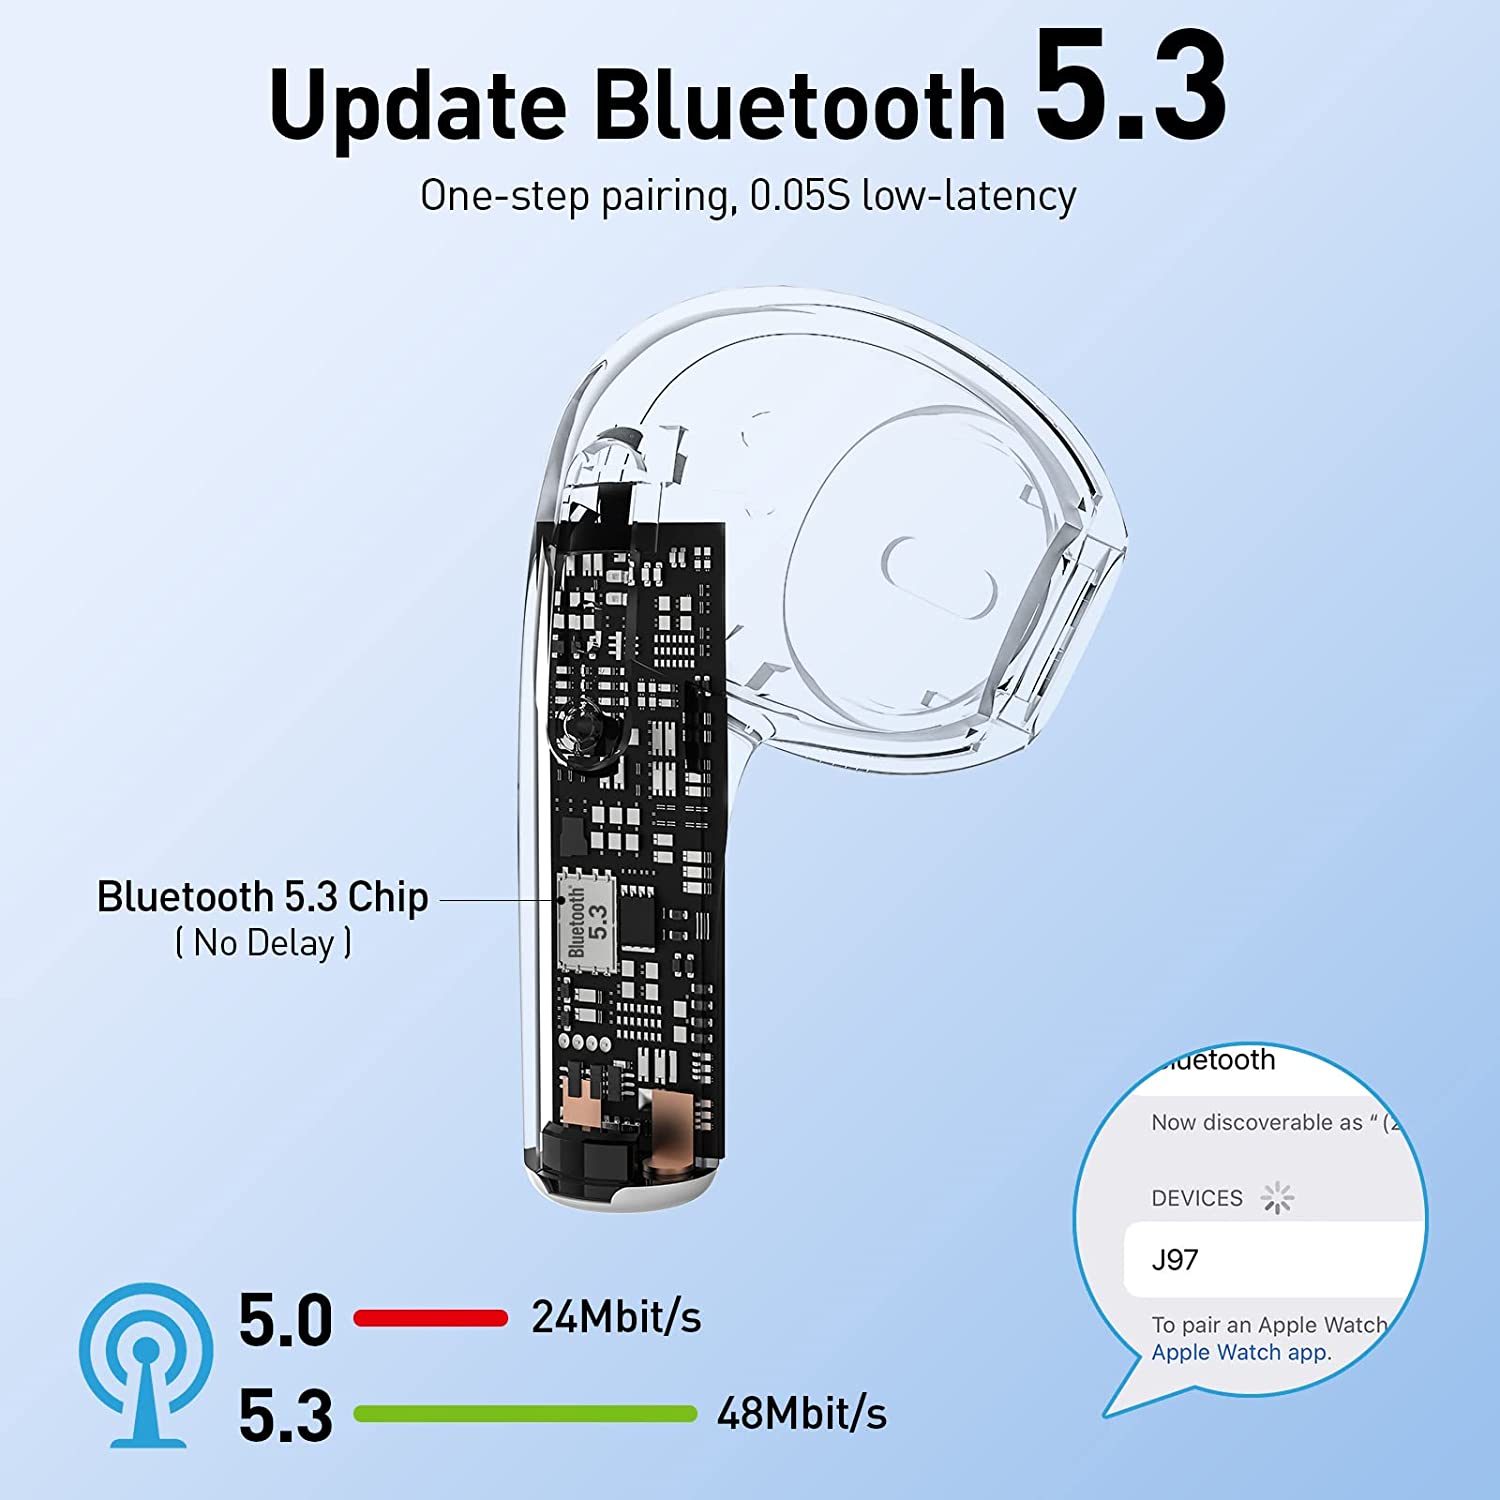 Update Bluetooth 5.3
One-step pairing, 0.05S low-latency
Bluetooth 5.3 Chip
( No Delay )
Bluetooth®
5.3
5.0 24Mbit/s
5.3 48Mbit/s
luetooth
Now discoverable as “ (2
DEVICES
J97
To pair an Apple Watch
Apple Watch app.